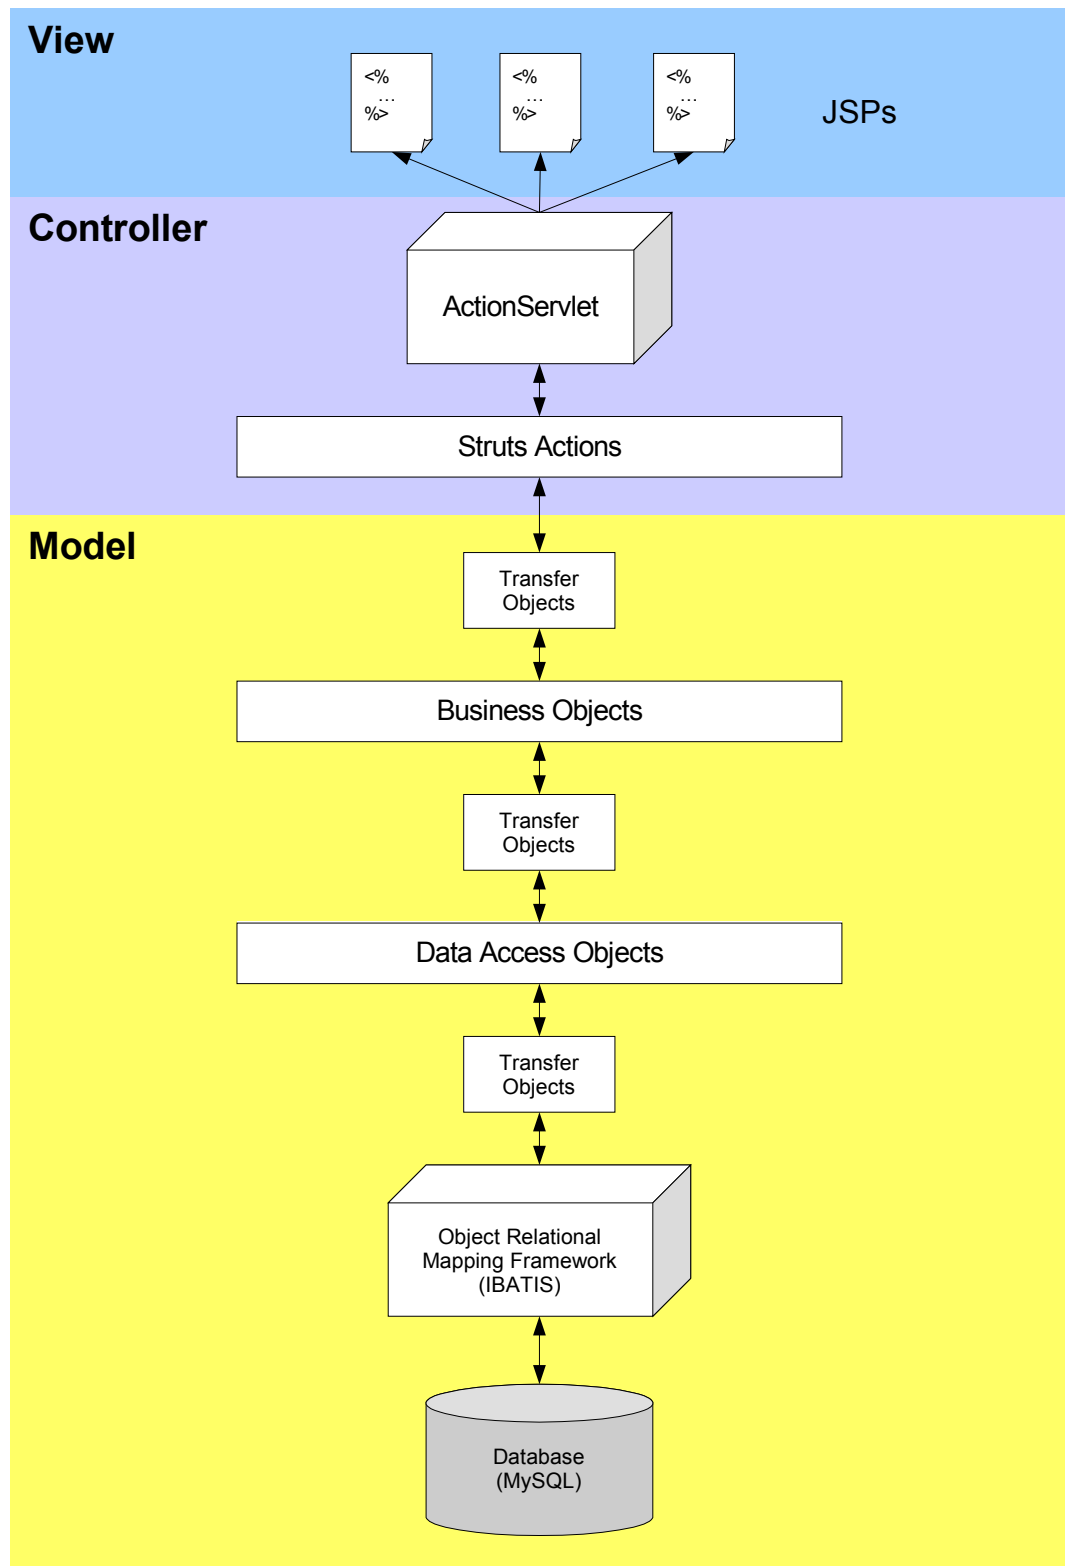 View
<%
...
%>
<%
...
%>
<%
...
%>
JSPs
Controller
ActionServlet
Struts Actions
Model
Transfer
Objects
Business Objects
Transfer
Objects
Data Access Objects
Transfer
Objects
Object Relational
Mapping Framework
(IBATIS)
Database
(MySQL)